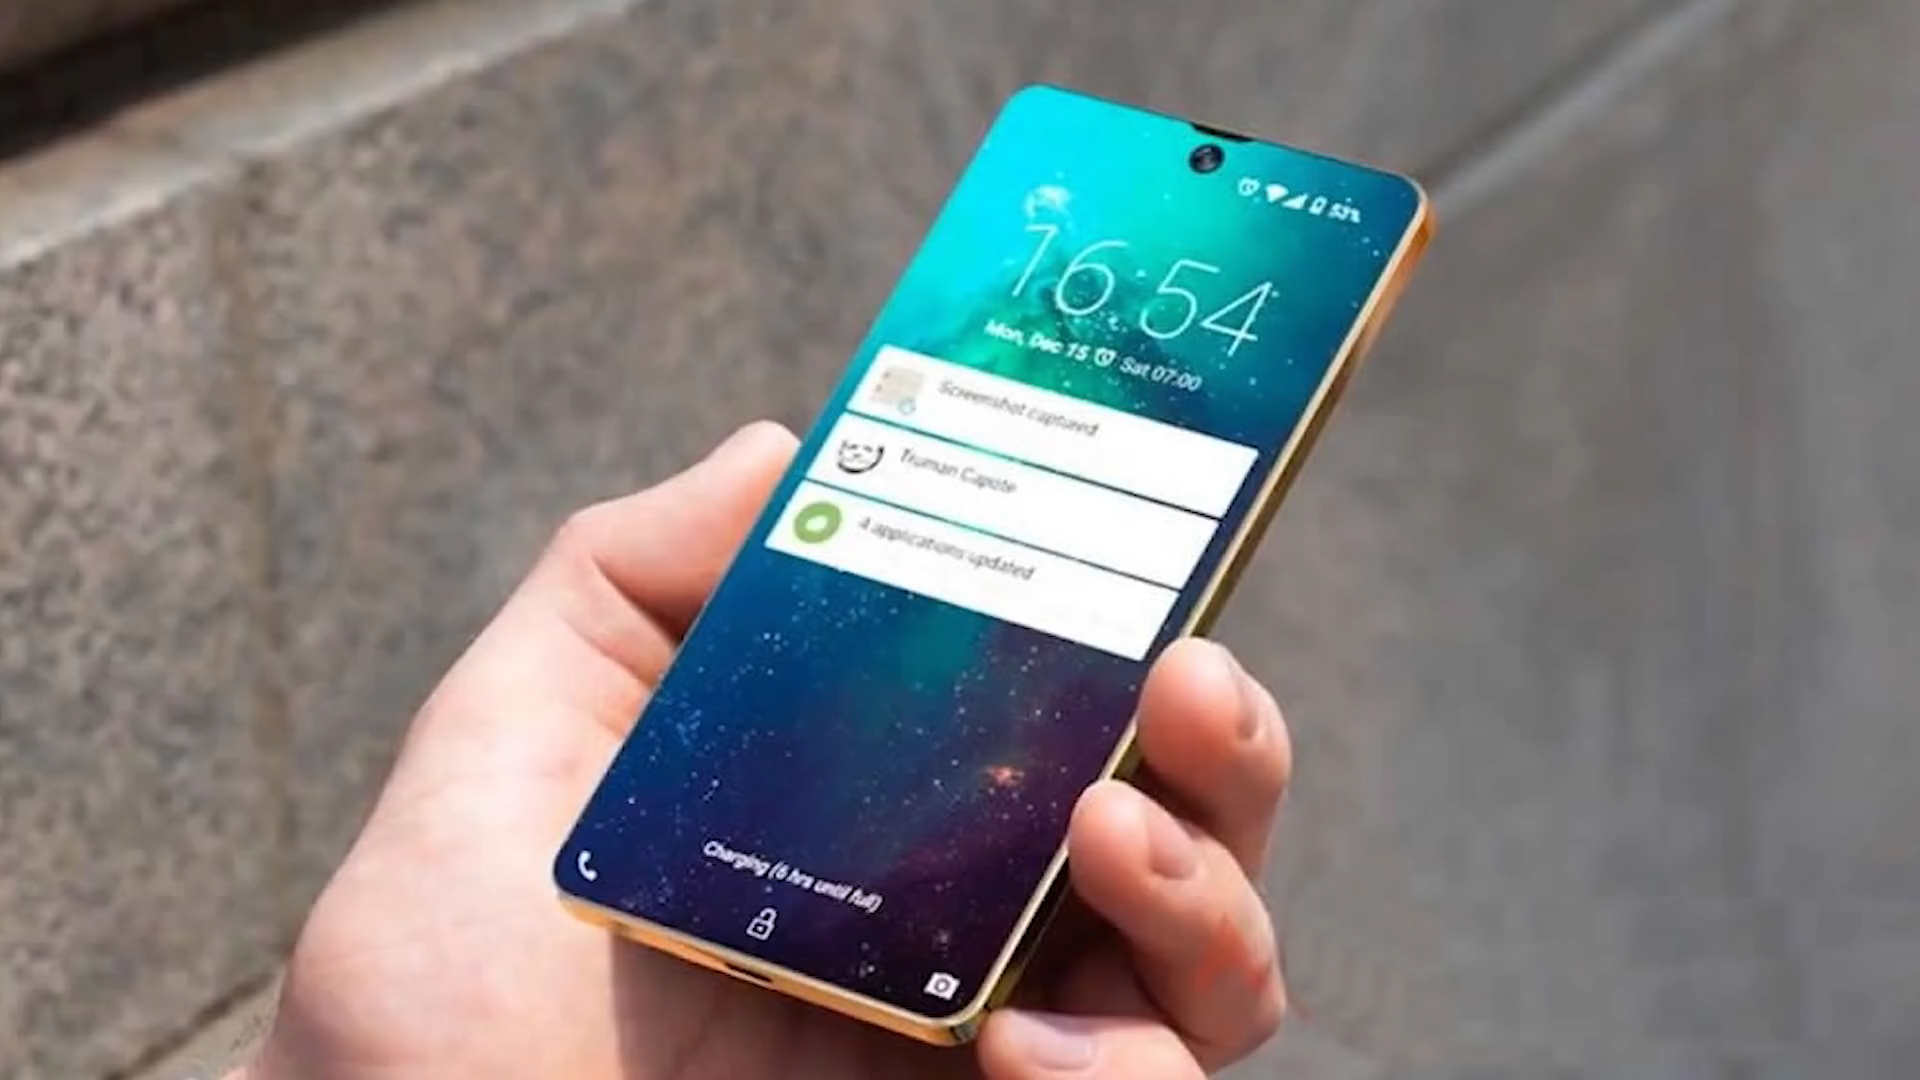 53%
16:54
Mon, Dec 15 Sat 07:00
Screenshot captured
Truman Capote
4 applications updated
Charging (6 hrs until full)